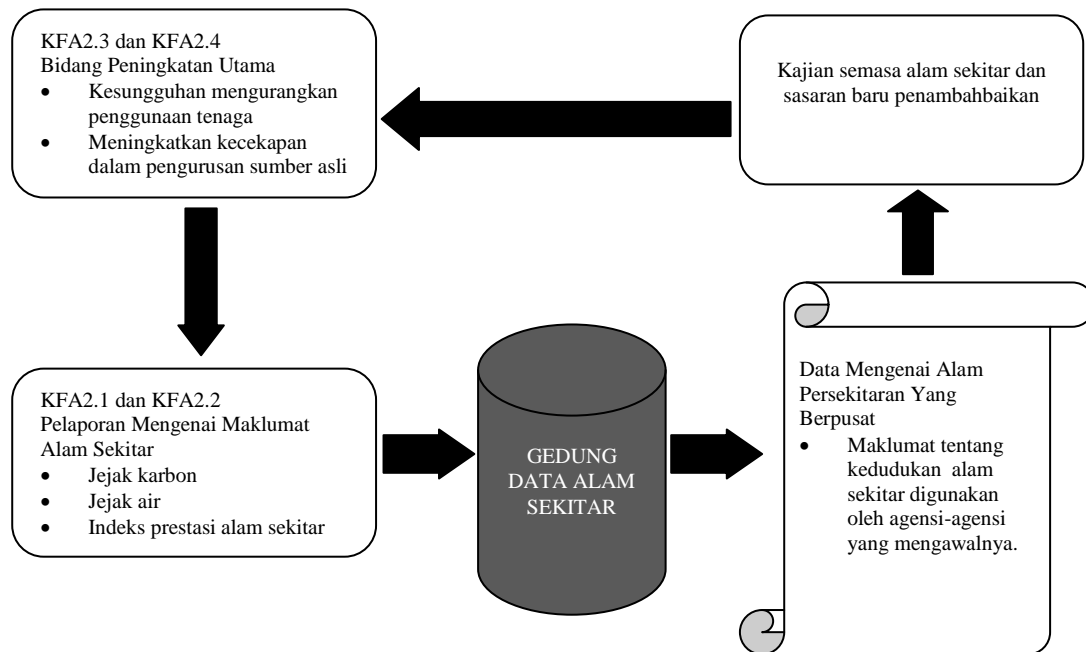 KFA2.3 dan KFA2.4
Bidang Peningkatan Utama
• Kesungguhan mengurangkan
penggunaan tenaga
• Meningkatkan kecekapan
dalam pengurusan sumber asli
Kajian semasa alam sekitar dan
sasaran baru penambahbaikan
KFA2.1 dan KFA2.2
Pelaporan Mengenai Maklumat
Alam Sekitar
• Jejak karbon
• Jejak air
• Indeks prestasi alam sekitar
GEDUNG
DATA ALAM
SEKITAR
Data Mengenai Alam
Persekitaran Yang
Berpusat
• Maklumat tentang
kedudukan alam
sekitar digunakan
oleh agensi-agensi
yang mengawalnya.